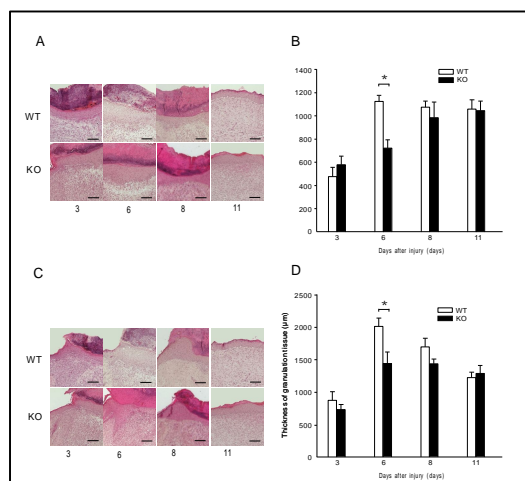 A
B
WT
KO
3 6 8 11
1400
1200
1000
800
600
400
200
0
*
WT
KO
3 6 8 11
Days after injury (days)
C
D
WT
KO
3 6 8 11
Thickness of granulation tissue (μm)
2500
2000
1500
1000
500
0
*
WT
KO
3 6 8 11
Days after injury (days)